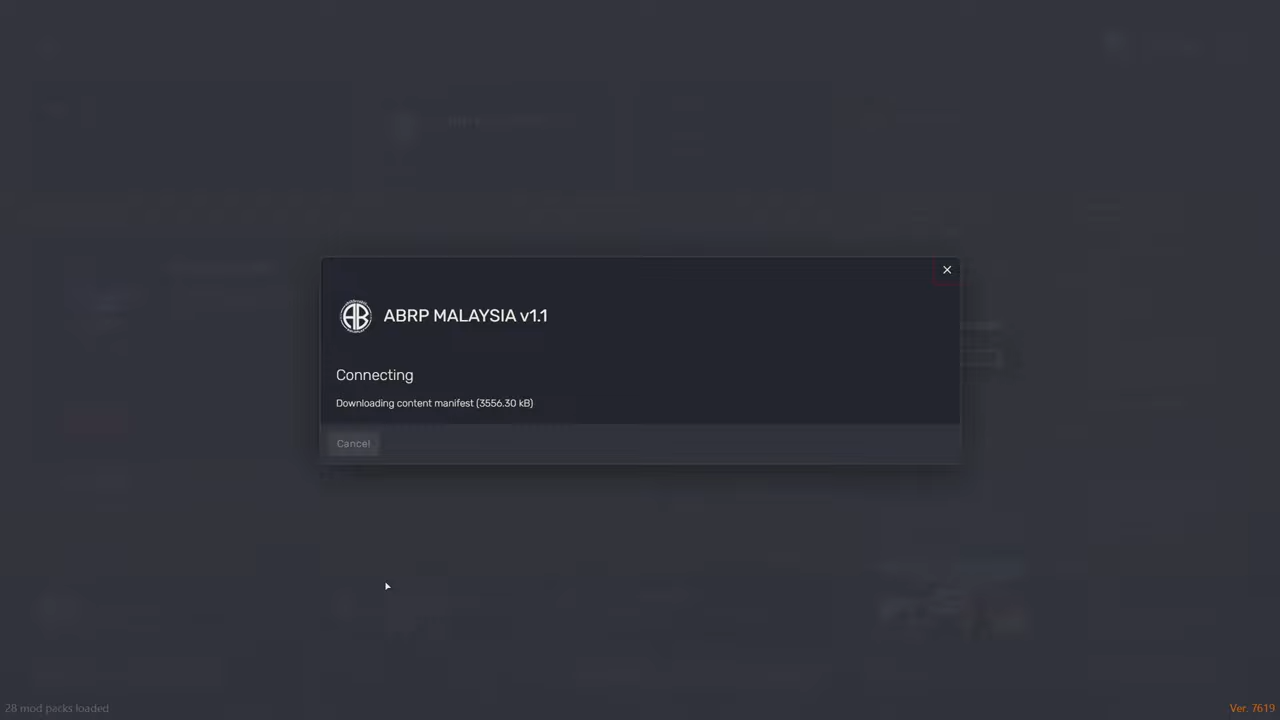 ABRP MALAYSIA v1.1
Connecting
Downloading content manifest (3556.30 kB)
Cancel
28 mod packs loaded
Ver. 7619